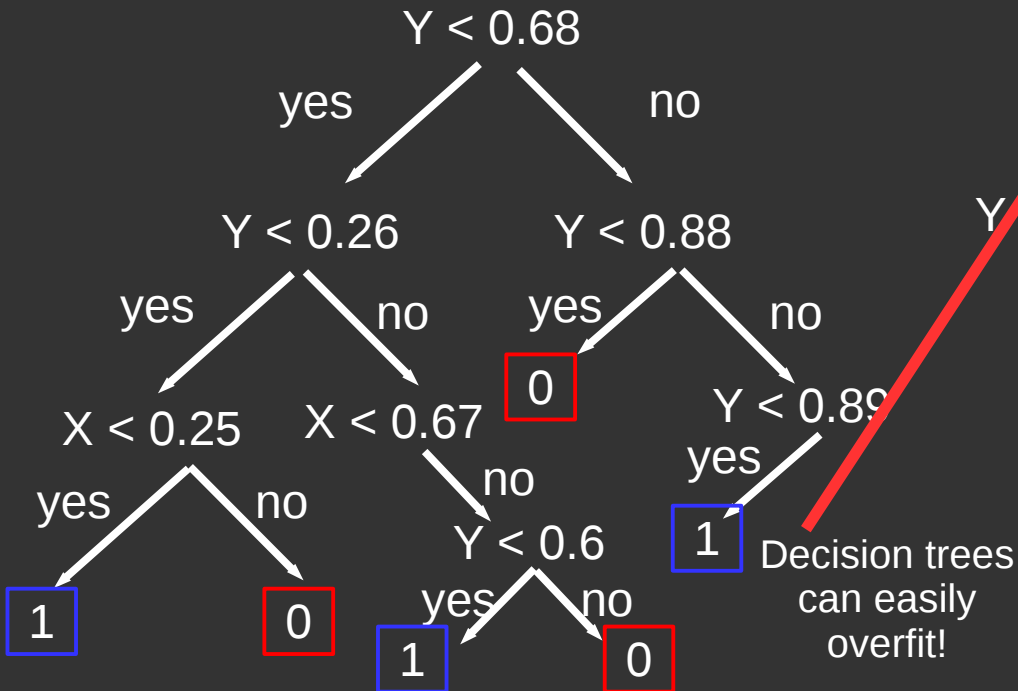 Y < 0.68
yes
no
Y < 0.26
Y < 0.88
Y
yes
no
yes
no
0
X < 0.25
X < 0.67
Y < 0.89
yes
no
no
yes
1
Y < 0.6
Decision trees
can easily
overfit!
yes
no
1
0
1
0